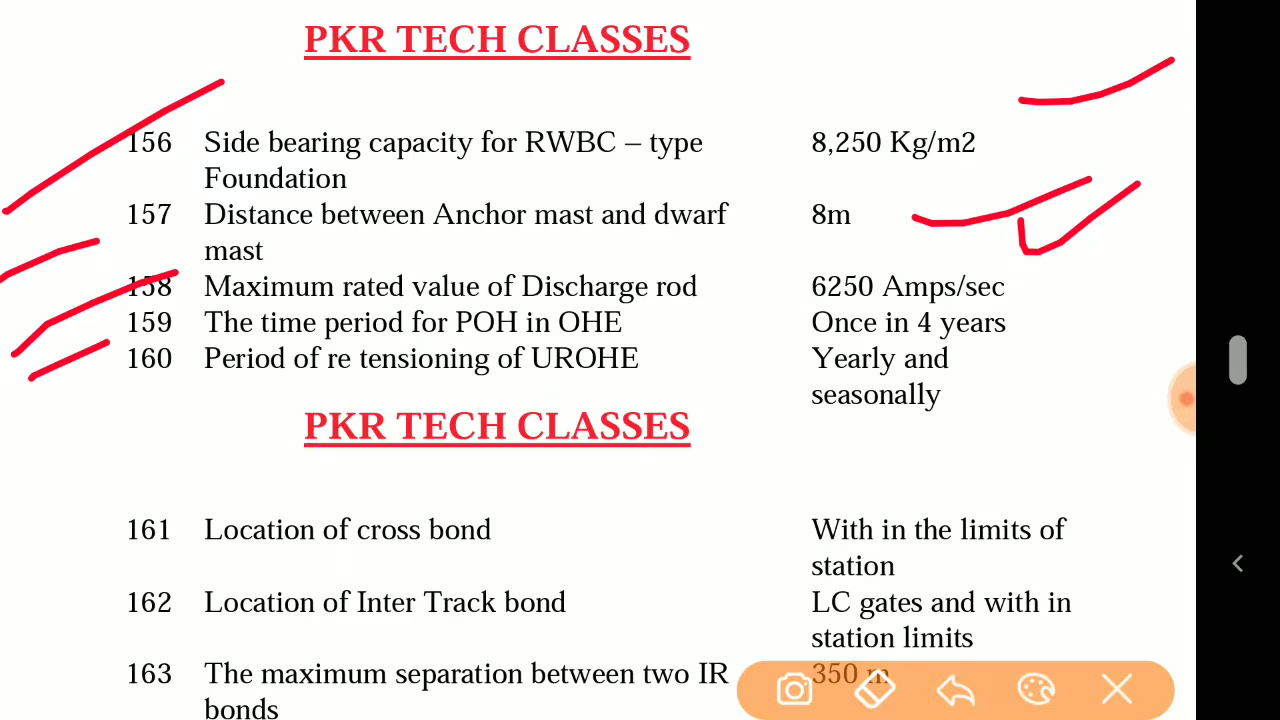 PKR TECH CLASSES
156 Side bearing capacity for RWBC – type 8,250 Kg/m2
Foundation
157 Distance between Anchor mast and dwarf 8m
mast
158 Maximum rated value of Discharge rod 6250 Amps/sec
159 The time period for POH in OHE Once in 4 years
160 Period of re tensioning of UROHE Yearly and
seasonally
PKR TECH CLASSES
161 Location of cross bond With in the limits of
station
162 Location of Inter Track bond LC gates and with in
station limits
163 The maximum separation between two IR 350 m
bonds